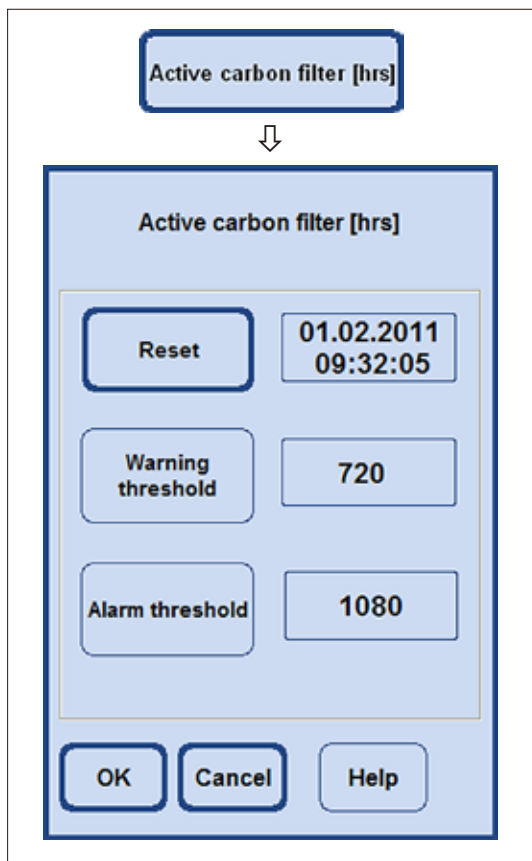 Active carbon filter [hrs]
Active carbon filter [hrs]
Reset
01.02.2011
09:32:05
Warning
threshold
720
Alarm threshold
1080
OK
Cancel
Help